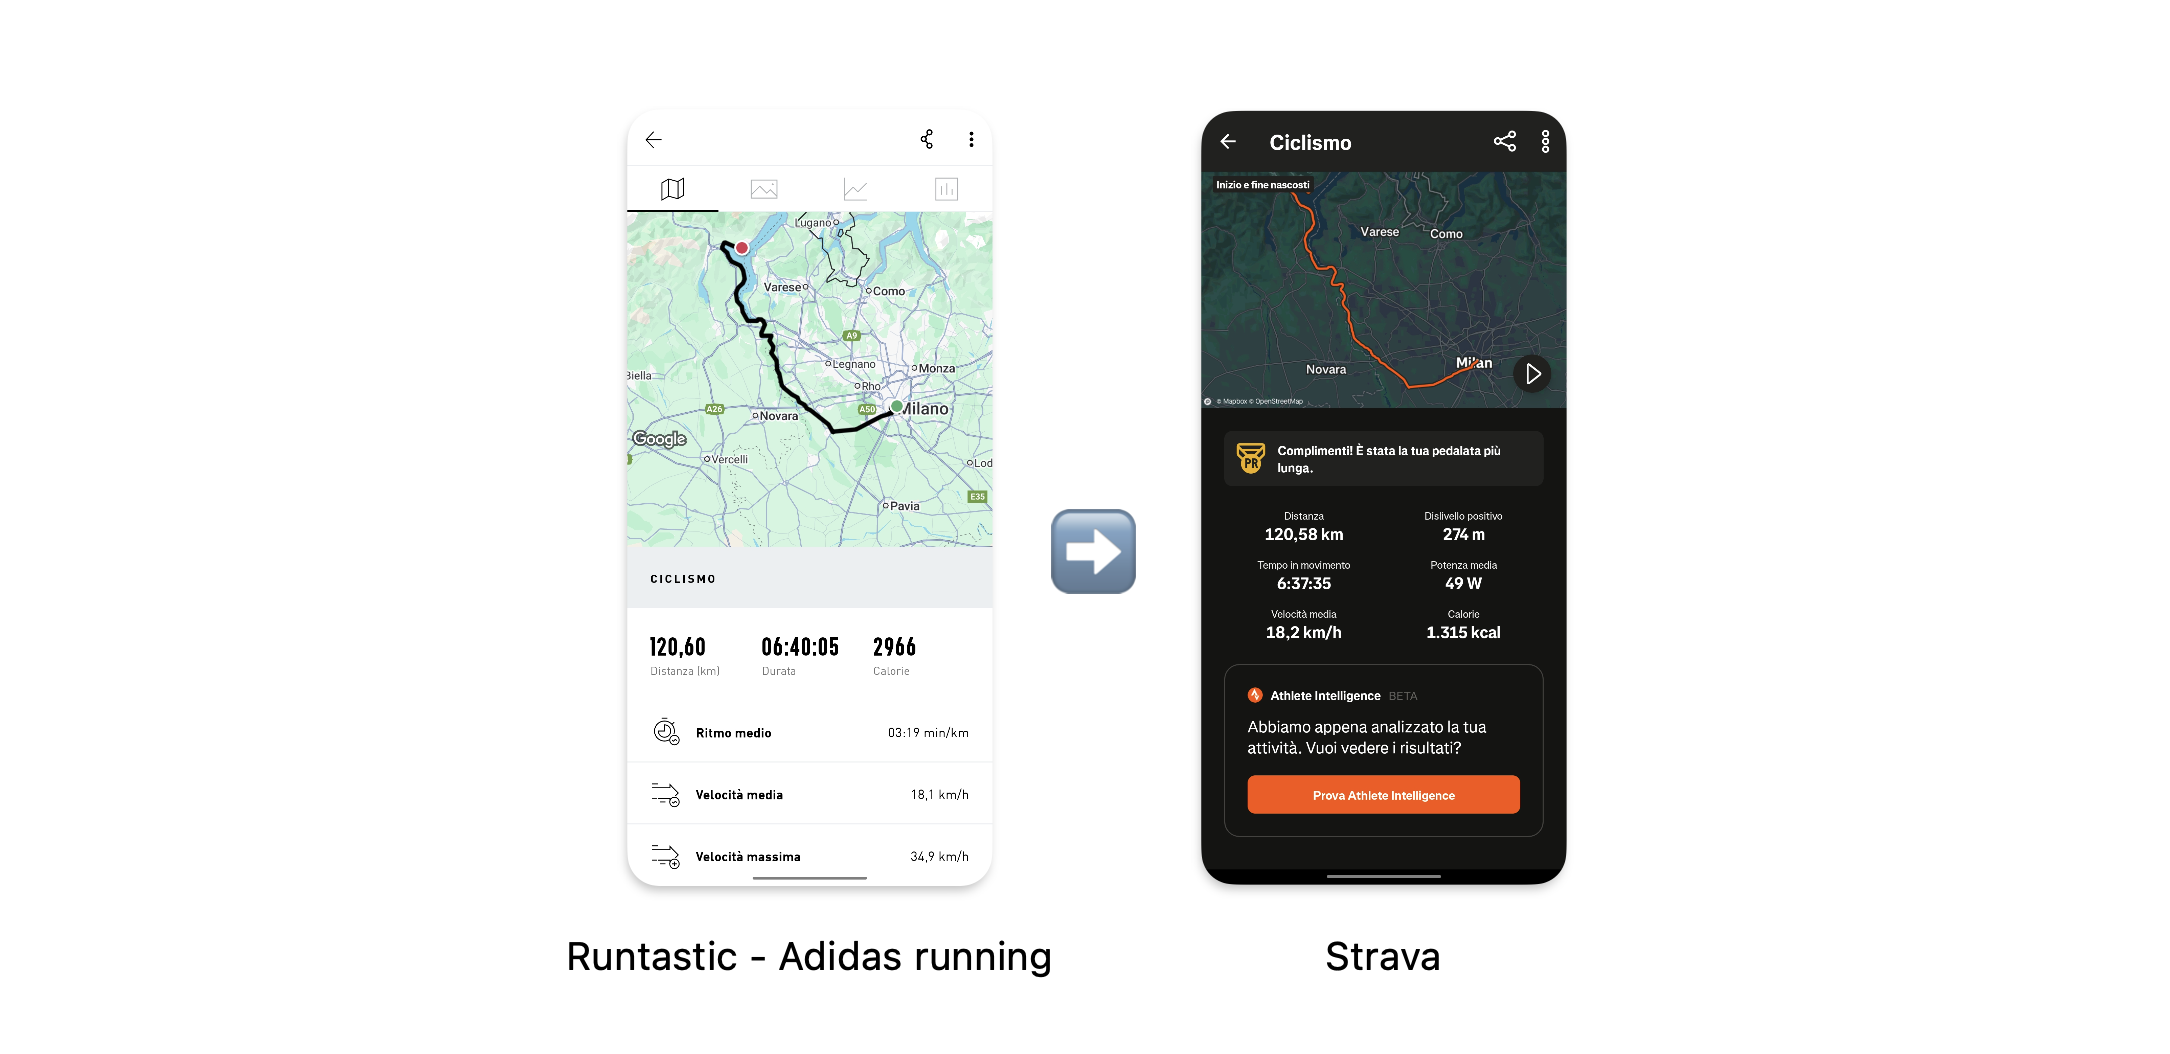 Lugano
Varese
Como
A9
Legnano
Monza
Biella
Rho
A26
Novara
A50
Milano
Google
Vercelli
Lod
E35
Pavia
CICLISMO
120,60
06:40:05
2966
Distanza (km)
Durata
Calorie
Ritmo medio
03:19 min/km
Velocità media
18,1 km/h
Velocità massima
34,9 km/h
Runtastic - Adidas running
Ciclismo
Inizio e fine nascosti
Varese
Como
Milan
Novara
© Mapbox © OpenStreetMap
PR
Complimenti! È stata la tua pedalata più
lunga.
Distanza
Dislivello positivo
120,58 km
274 m
Tempo in movimento
Potenza media
6:37:35
49 W
Velocità media
Calorie
18,2 km/h
1.315 kcal
Athlete Intelligence BETA
Abbiamo appena analizzato la tua
attività. Vuoi vedere i risultati?
Prova Athlete Intelligence
Strava